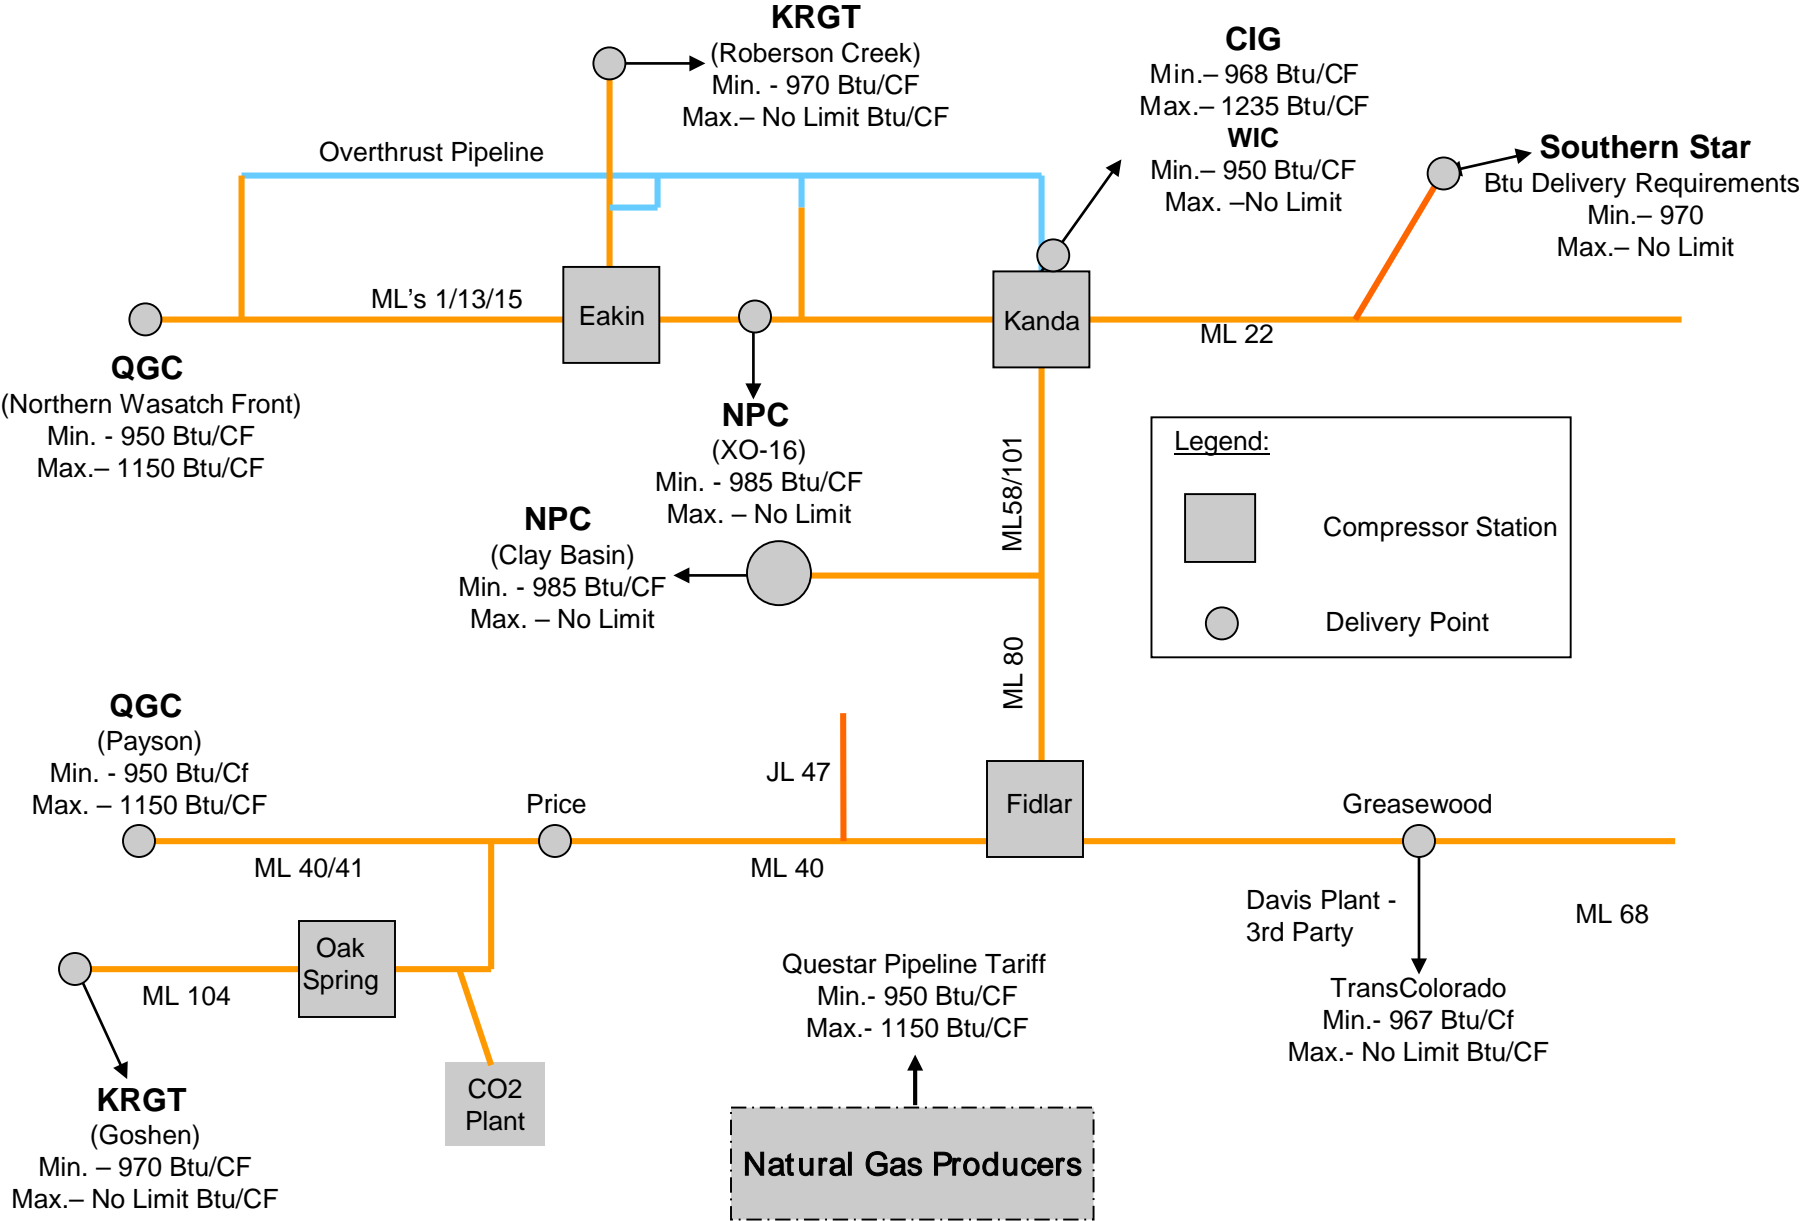 KRGT
(Roberson Creek)
Min. - 970 Btu/CF
Max.– No Limit Btu/CF
CIG
Min.– 968 Btu/CF
Max.– 1235 Btu/CF
WIC
Min.– 950 Btu/CF
Max. –No Limit
Southern Star
Btu Delivery Requirements
Min.– 970
Max.– No Limit
Overthrust Pipeline
ML's 1/13/15
Eakin
Kanda
ML 22
QGC
(Northern Wasatch Front)
Min. - 950 Btu/CF
Max.– 1150 Btu/CF
NPC
(XO-16)
Min. - 985 Btu/CF
Max. – No Limit
NPC
(Clay Basin)
Min. - 985 Btu/CF
Max. – No Limit
ML58/101
Legend:
Compressor Station
Delivery Point
ML 80
QGC
(Payson)
Min. - 950 Btu/Cf
Max. – 1150 Btu/CF
Price
JL 47
Fidlar
Greasewood
ML 40/41
ML 40
Davis Plant -
3rd Party
ML 68
Oak
Spring
ML 104
Questar Pipeline Tariff
Min.- 950 Btu/CF
Max.- 1150 Btu/CF
TransColorado
Min.- 967 Btu/Cf
Max.- No Limit Btu/CF
CO2
Plant
KRGT
(Goshen)
Min. – 970 Btu/CF
Max.– No Limit Btu/CF
Natural Gas Producers